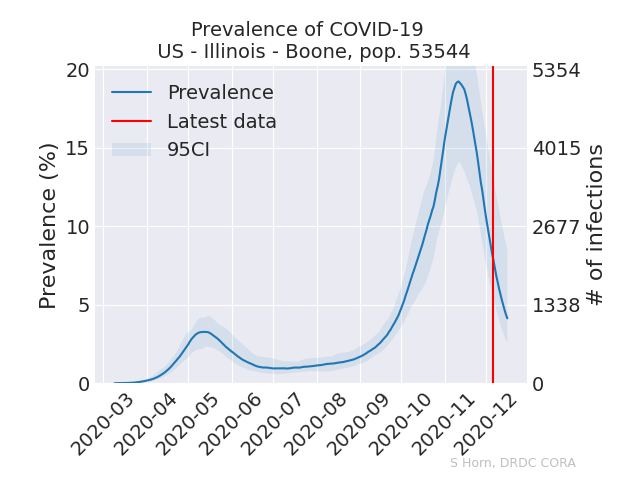 Prevalence of COVID-19
US - Illinois - Boone, pop. 53544
Prevalence
Latest data
95CI
Prevalence (%)
20
15
10
5
0
5354
4015
2677
1338
0
# of infections
2020-03
2020-04
2020-05
2020-06
2020-07
2020-08
2020-09
2020-10
2020-11
2020-12
S Horn, DRDC CORA